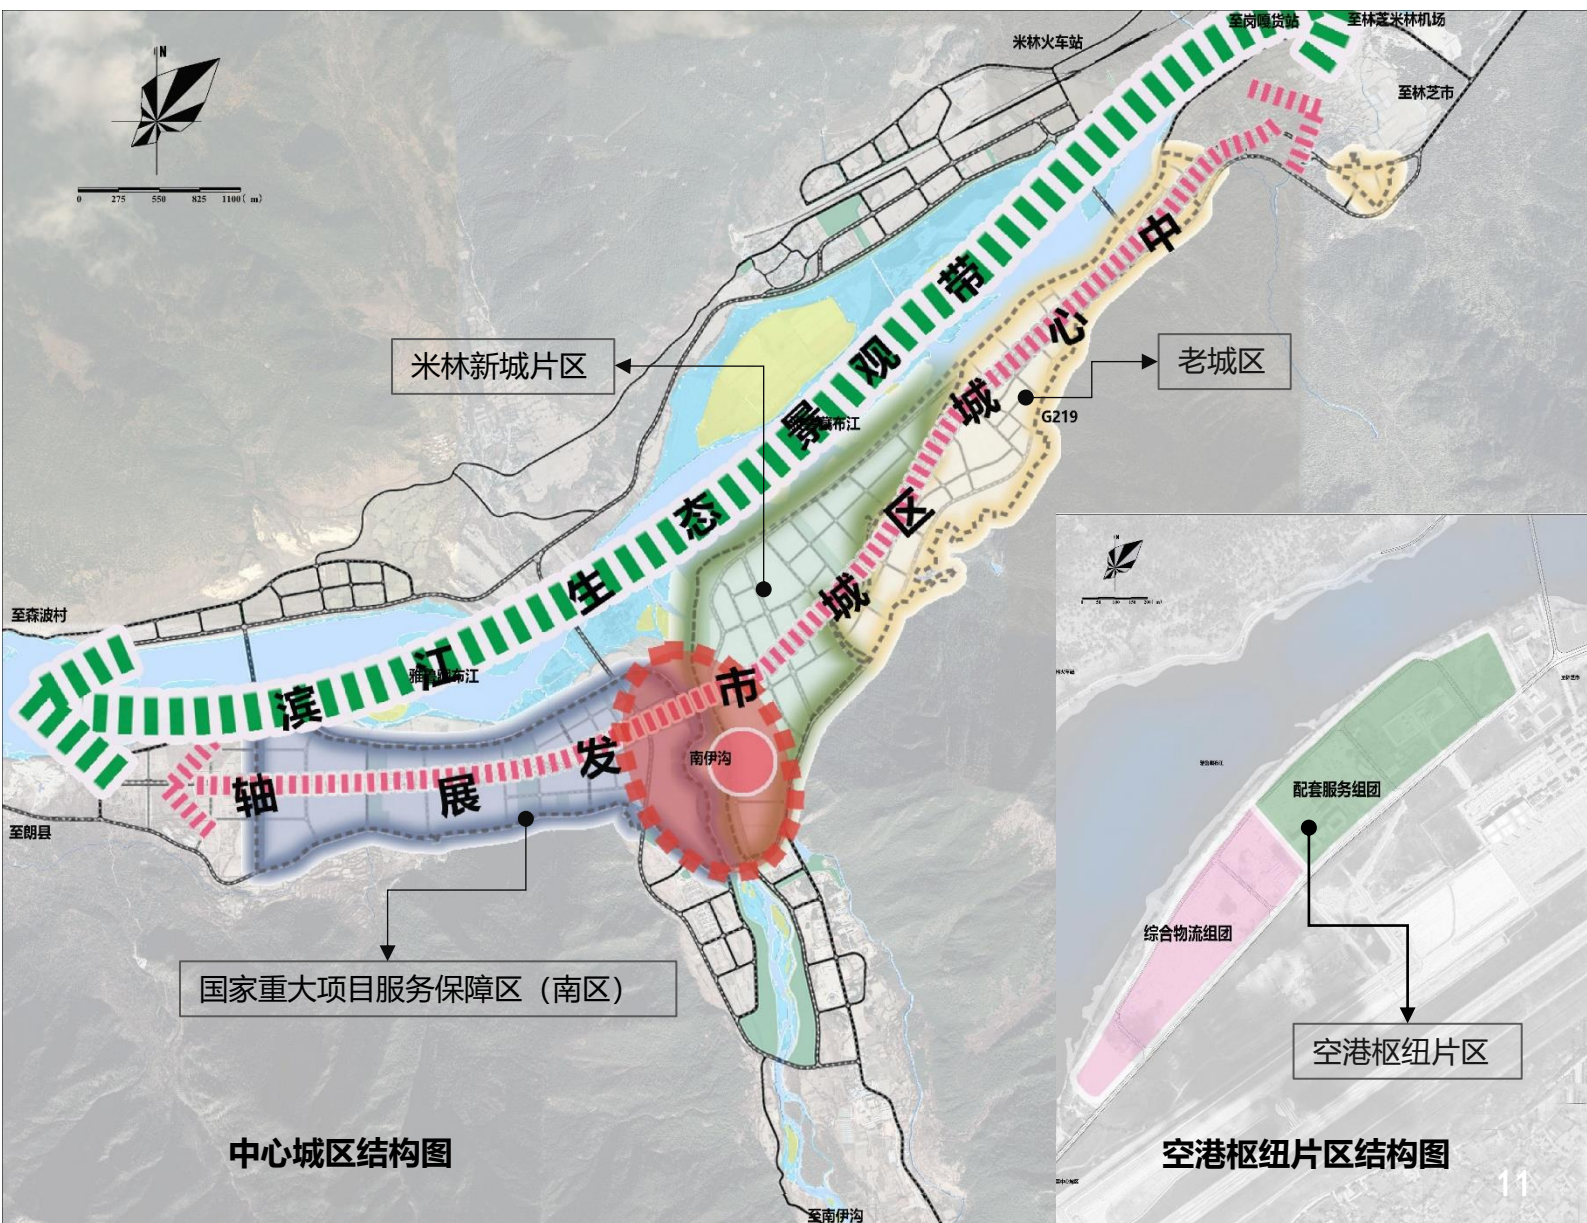 至岗嘎货站
至林芝米林机场
米林火车站
N
至林芝市
0 275 550 825 1100(m)
中心城区城市发展轴
滨江生态景观带
米林新城片区
老城区
G219
至森波村
雅鲁藏布江
南伊沟
至朗县
国家重大项目服务保障区（南区）
至南伊沟
中心城区结构图
配套服务组团
综合物流组团
空港枢纽片区
空港枢纽片区结构图
11